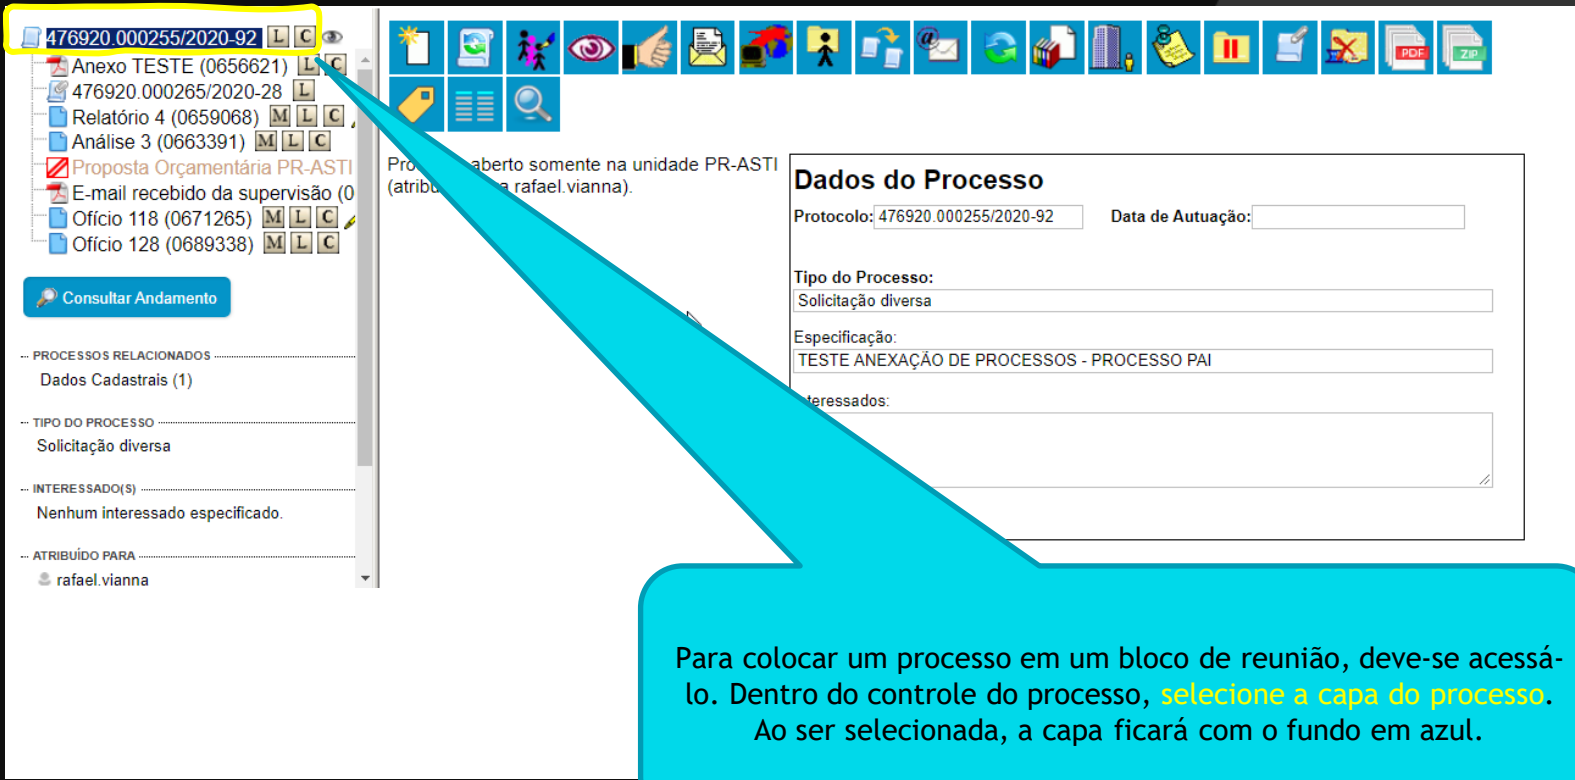 476920.000255/2020-92 L C
Anexo TESTE (0656621) L C
476920.000265/2020-28 L
Relatório 4 (0659068) M L C
Análise 3 (0663391) M L C
Proposta Orçamentária PR-ASTI
E-mail recebido da supervisão (0
Ofício 118 (0671265) M L C
Ofício 128 (0689338) M L C
Consultar Andamento
PROCESSOS RELACIONADOS
Dados Cadastrais (1)
TIPO DO PROCESSO
Solicitação diversa
INTERESSADO(S)
Nenhum interessado especificado.
ATRIBUÍDO PARA
rafael.vianna
PDF
ZIP
aberto somente na unidade PR-ASTI
(atribu a rafael.vianna).
Dados do Processo
Protocolo: 476920.000255/2020-92 Data de Autuação:
Tipo do Processo:
Solicitação diversa
Especificação:
TESTE ANEXAÇÃO DE PROCESSOS - PROCESSO PAI
teressados:
Para colocar um processo em um bloco de reunião, deve-se acessá-
lo. Dentro do controle do processo, selecione a capa do processo.
Ao ser selecionada, a capa ficará com o fundo em azul.